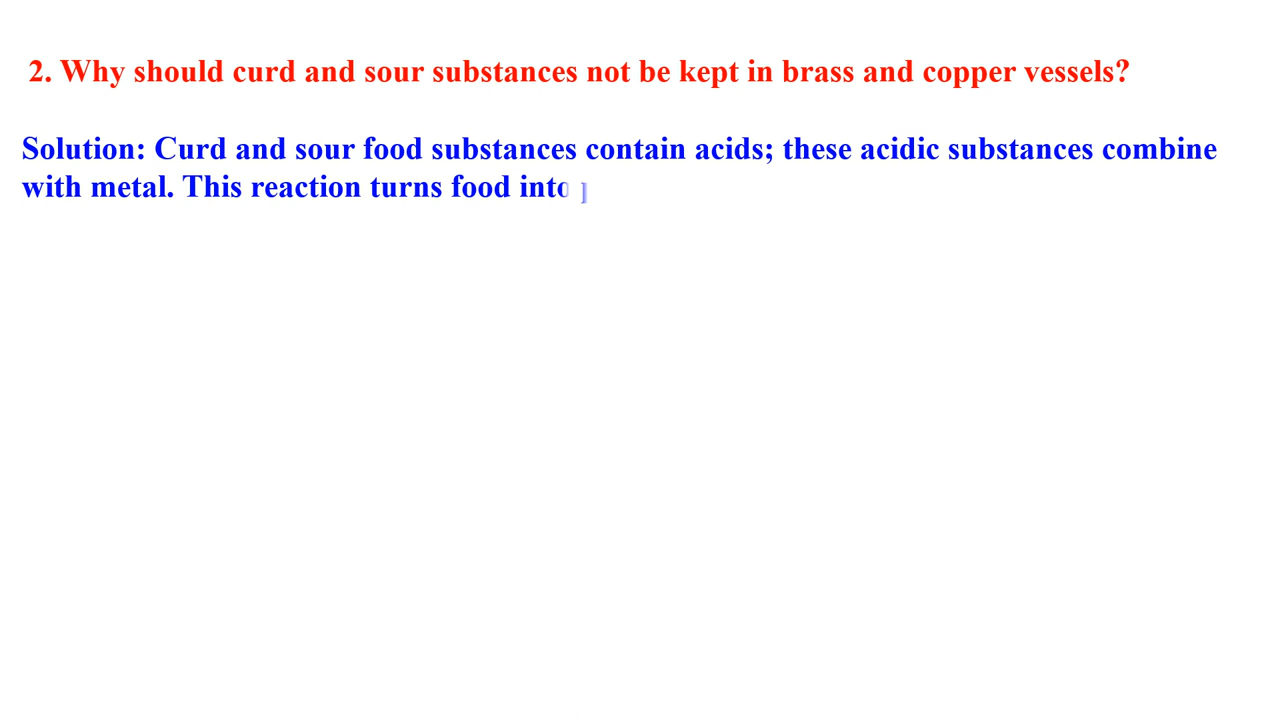 2. Why should curd and sour substances not be kept in brass and copper vessels?
Solution: Curd and sour food substances contain acids; these acidic substances combine
with metal. This reaction turns food into